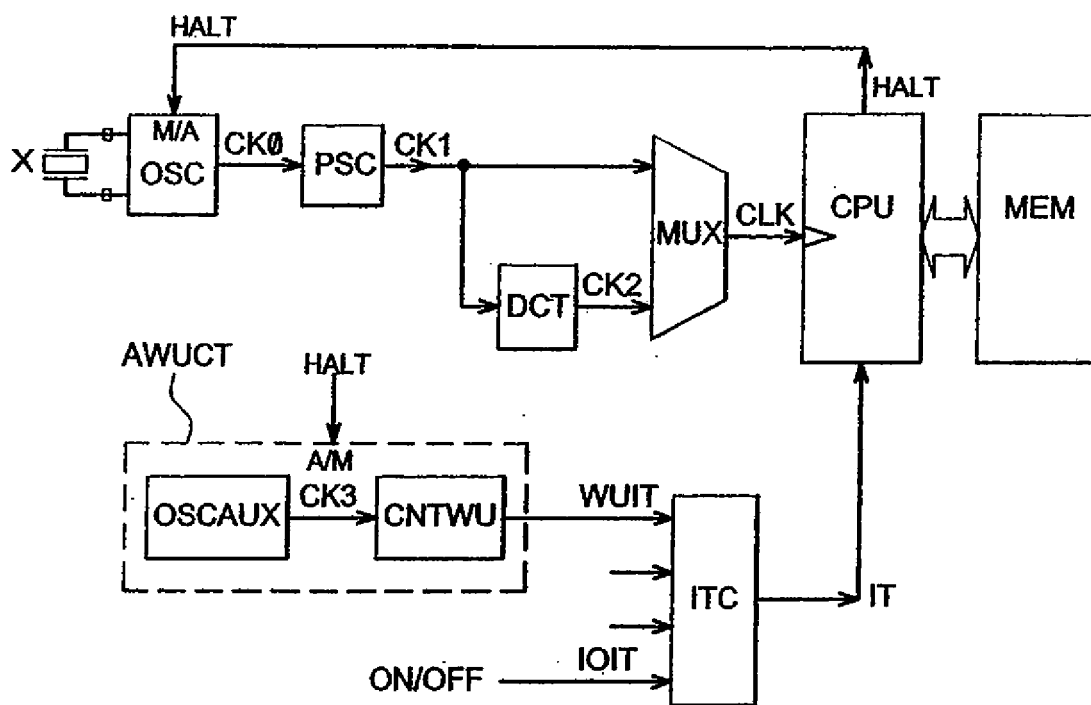 HALT
HALT
M/A
X
OSC
CKØ
PSC
CK1
MUX
CLK
CPU
MEM
DCT
CK2
AWUCT
HALT
A/M
OSCAUX
CK3
CNTWU
WUIT
ITC
IT
ON/OFF
IOIT